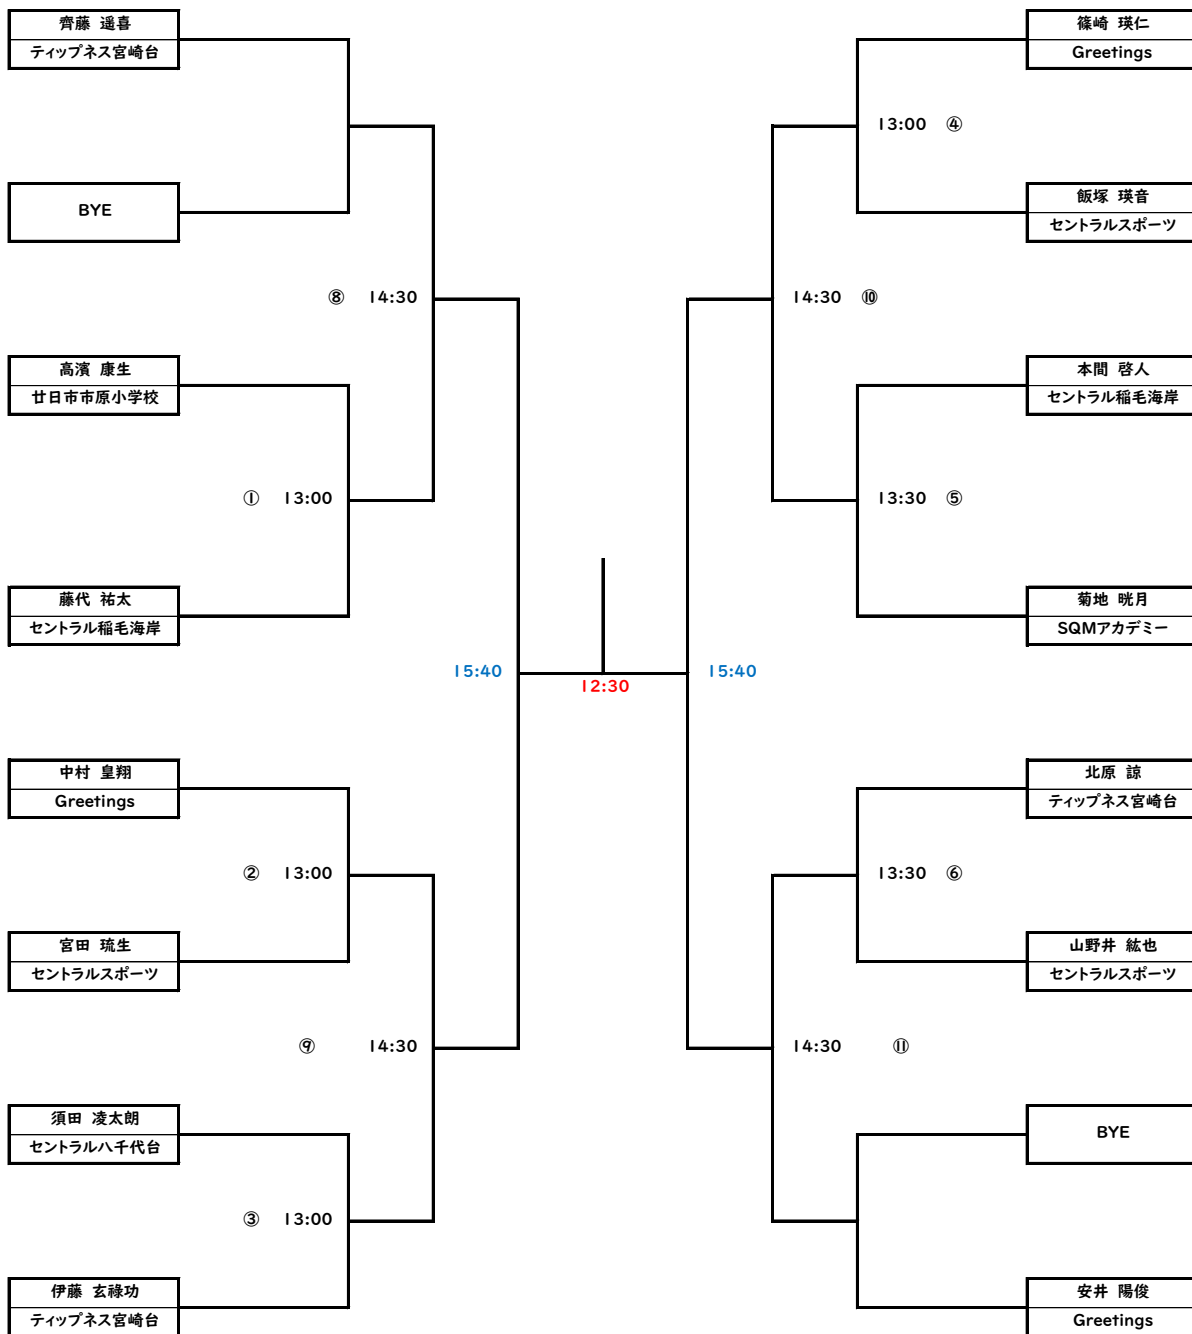 齊藤 遥喜
ティップネス宮崎台
BYE
⑧ 14:30
高濱 康生
廿日市市原小学校
① 13:00
藤代 祐太
セントラル稲毛海岸
15:40
中村 皇翔
Greetings
② 13:00
宮田 琉生
セントラルスポーツ
⑨ 14:30
須田 凌太朗
セントラル八千代台
③ 13:00
伊藤 玄祿功
ティップネス宮崎台
12:30
篠崎 瑛仁
Greetings
13:00 ④
飯塚 瑛音
セントラルスポーツ
14:30 ⑩
本間 啓人
セントラル稲毛海岸
13:30 ⑤
菊地 晄月
SQMアカデミー
15:40
北原 諒
ティップネス宮崎台
13:30 ⑥
山野井 紘也
セントラルスポーツ
14:30 ⑪
BYE
安井 陽俊
Greetings